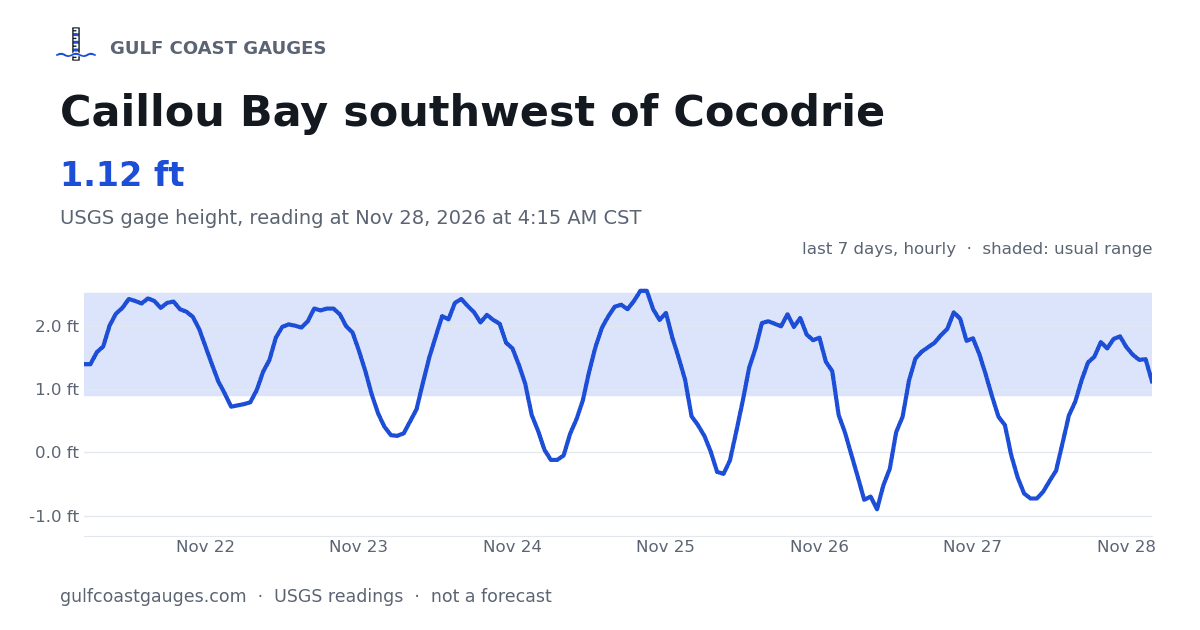 GULF COAST GAUGES
Caillou Bay southwest of Cocodrie
1.12 ft
USGS gage height, reading at Nov 28, 2026 at 4:15 AM CST
last 7 days, hourly · shaded: usual range
2.0 ft
1.0 ft
0.0 ft
-1.0 ft
Nov 22 Nov 23 Nov 24 Nov 25 Nov 26 Nov 27 Nov 28
gulfcoastgauges.com · USGS readings · not a forecast